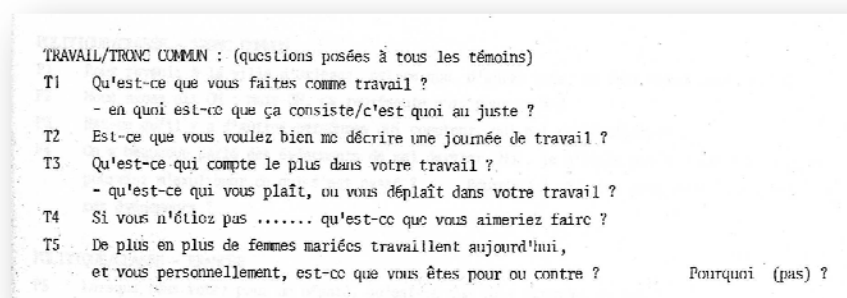 TRAVAIL/TRONC COMMUN : (questions posées à tous les témoins)
T1 Qu'est-ce que vous faites comme travail ?
- en quoi est-ce que ça consiste/c'est quoi au juste ?
T2 Est-ce que vous voulez bien me décrire une journée de travail ?
T3 Qu'est-ce qui compte le plus dans votre travail ?
- qu'est-ce qui vous plaît, ou vous déplaît dans votre travail ?
T4 Si vous n'étiez pas ....... qu'est-ce que vous aimeriez faire ?
T5 De plus en plus de femmes mariées travaillent aujourd'hui,
et vous personnellement, est-ce que vous êtes pour ou contre ? Pourquoi (pas) ?